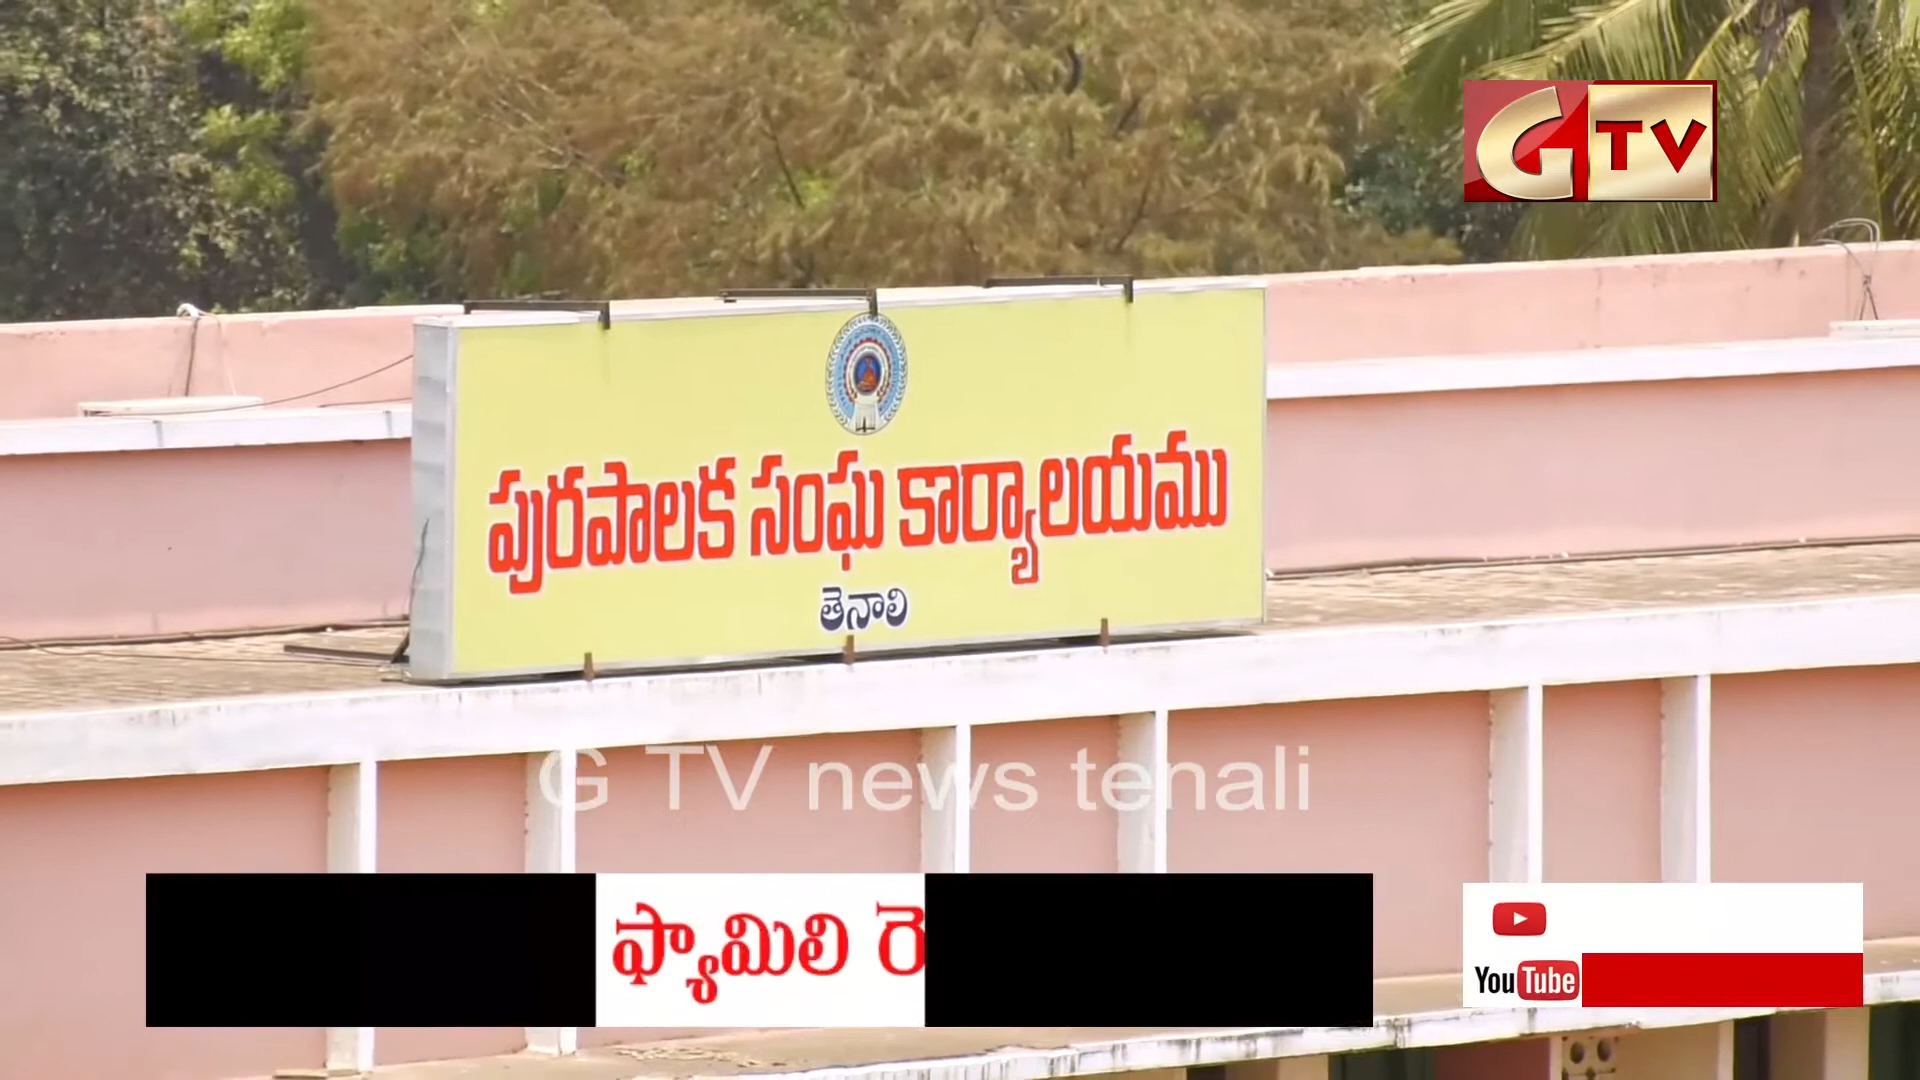 GTV
పురపాలక సంఘ కార్యాలయము
తెనాలి
G TV news tenali
ఫ్యామిలి
YouTube